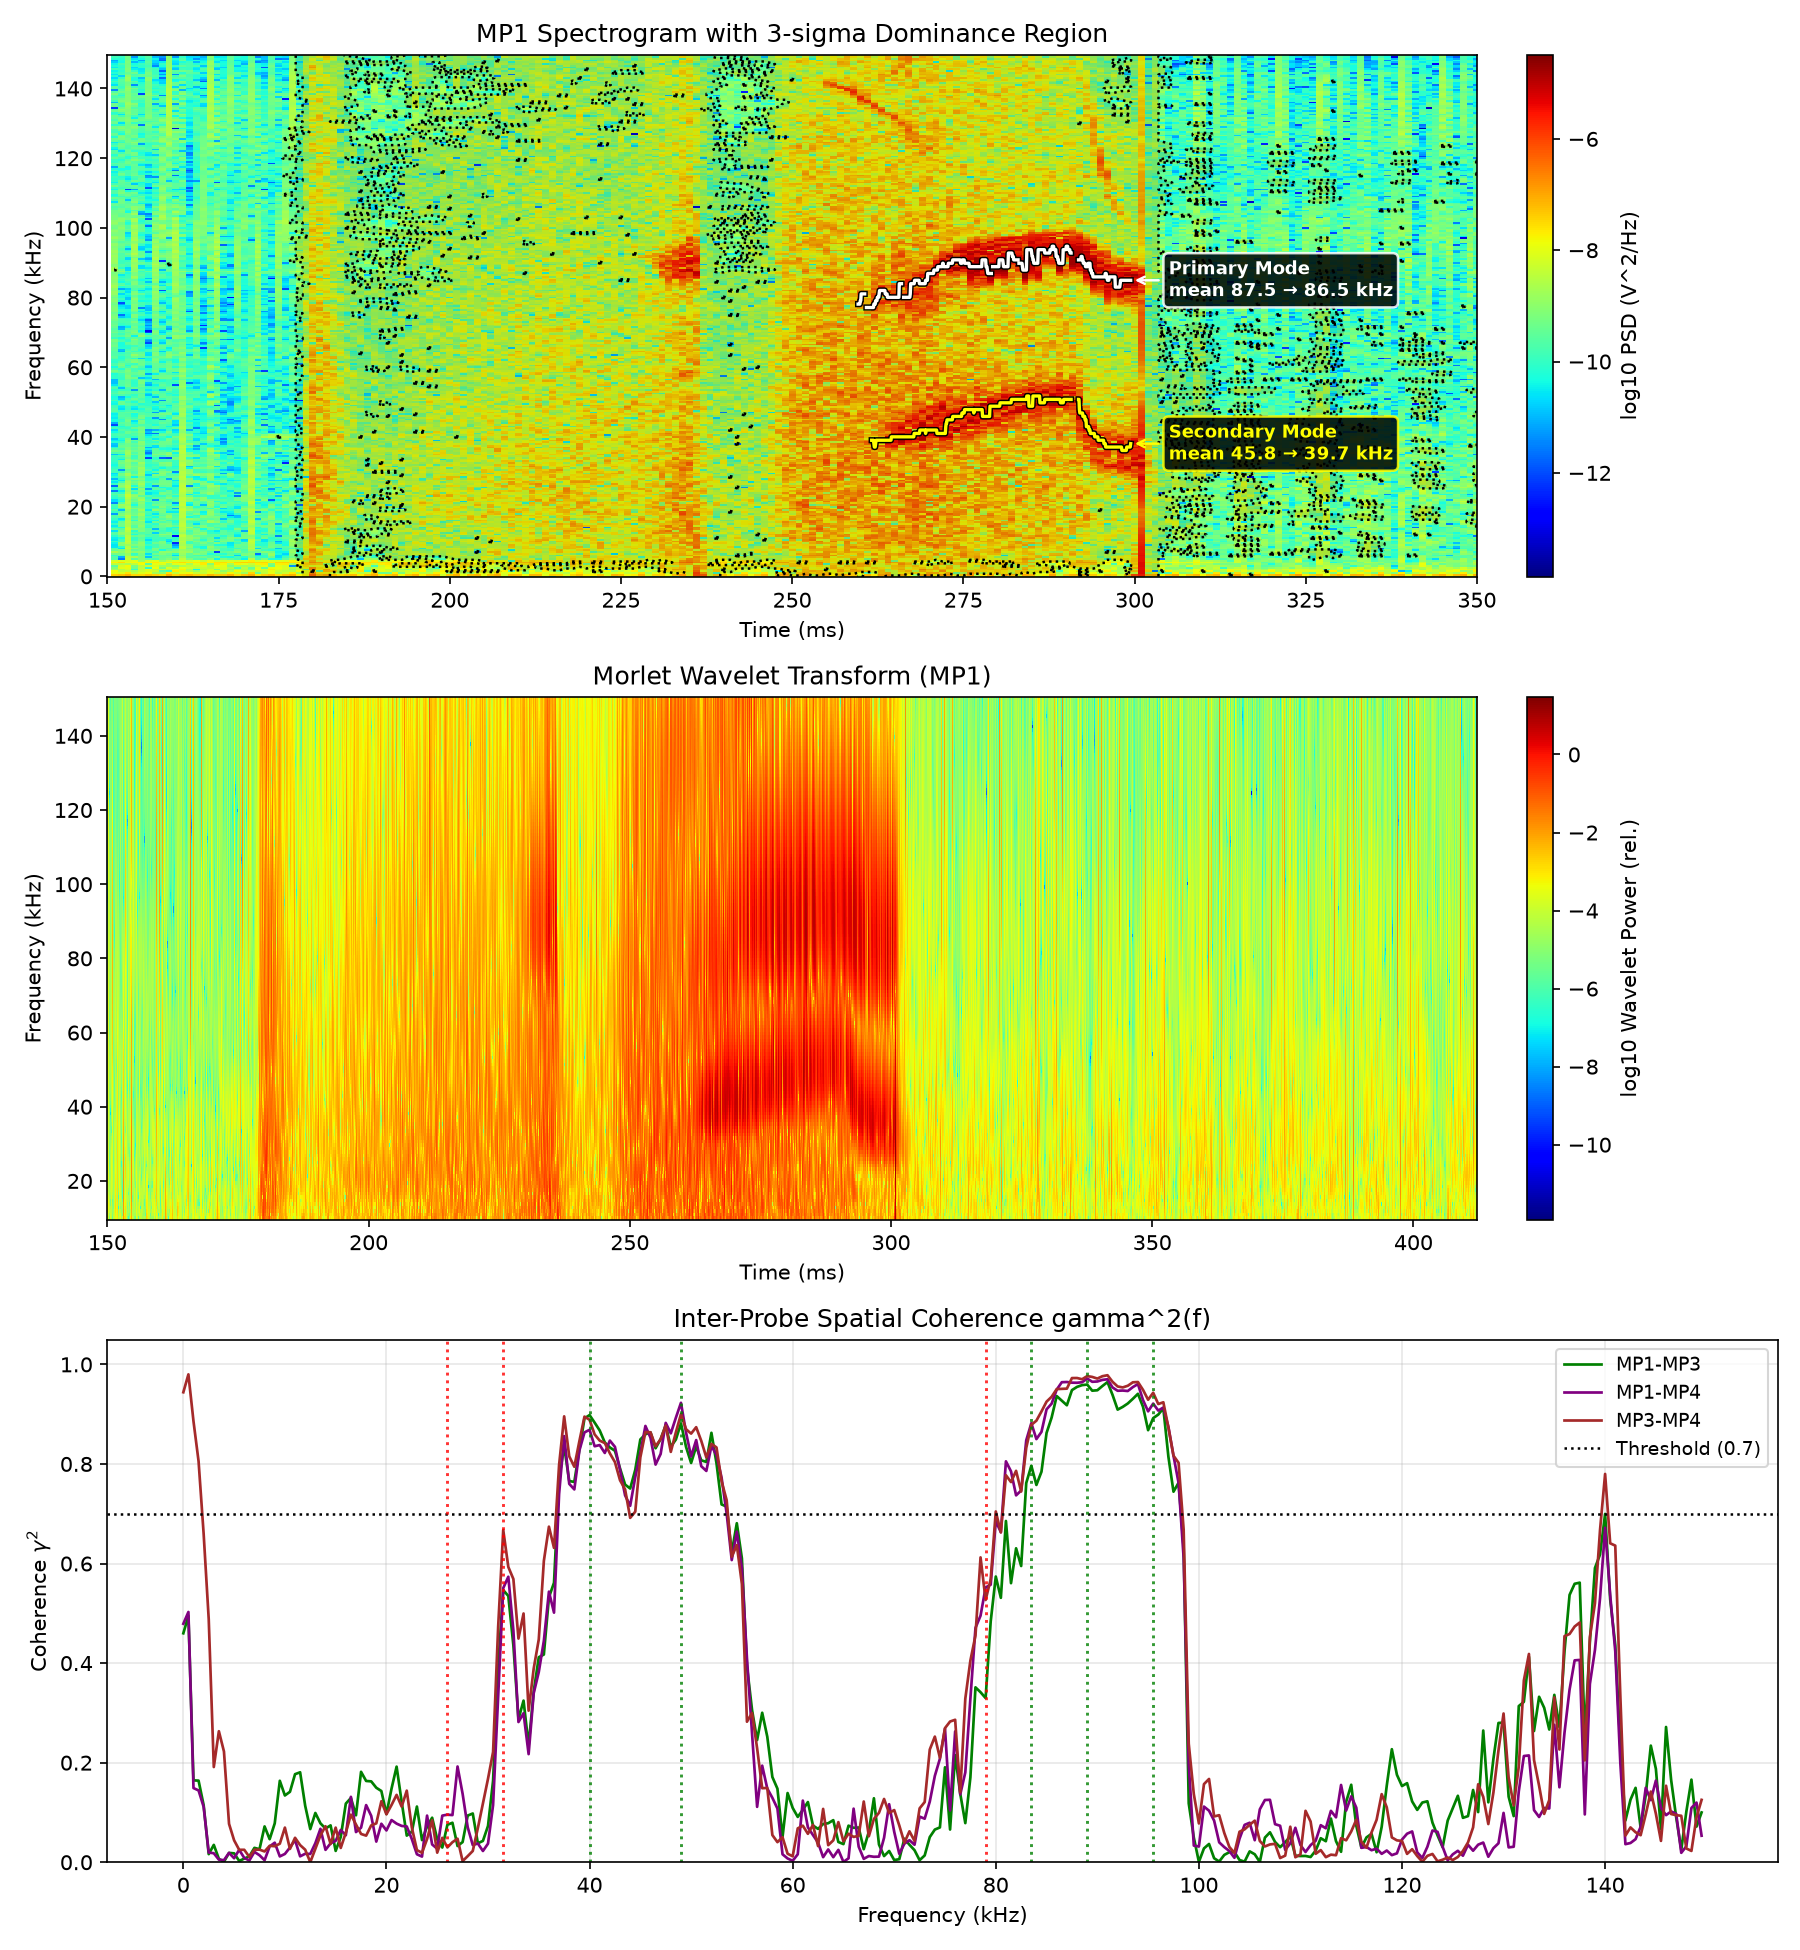 MP1 Spectrogram with 3-sigma Dominance Region
Frequency (kHz)
140
120
100
80
60
40
20
0
150
175
200
225
250
275
300
325
350
Time (ms)
Primary Mode
mean 87.5 → 86.5 kHz
Secondary Mode
mean 45.8 → 39.7 kHz
−6
−8
−10
−12
log10 PSD (V^2/Hz)
Morlet Wavelet Transform (MP1)
Frequency (kHz)
140
120
100
80
60
40
20
150
200
250
300
350
400
Time (ms)
0
−2
−4
−6
−8
−10
log10 Wavelet Power (rel.)
Inter-Probe Spatial Coherence gamma^2(f)
Coherence γ²
1.0
0.8
0.6
0.4
0.2
0.0
0
20
40
60
80
100
120
140
Frequency (kHz)
MP1-MP3
MP1-MP4
MP3-MP4
Threshold (0.7)